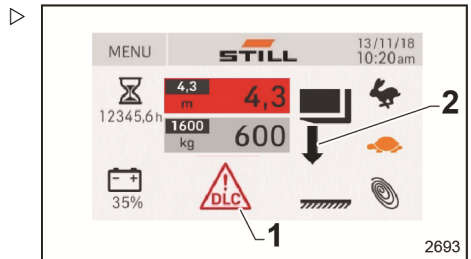 MENU STILL 13/11/18
10:20am
4,3
m 4,3
12345,6h
1600
kg 600
2
- +
35%
DLC
1
2693